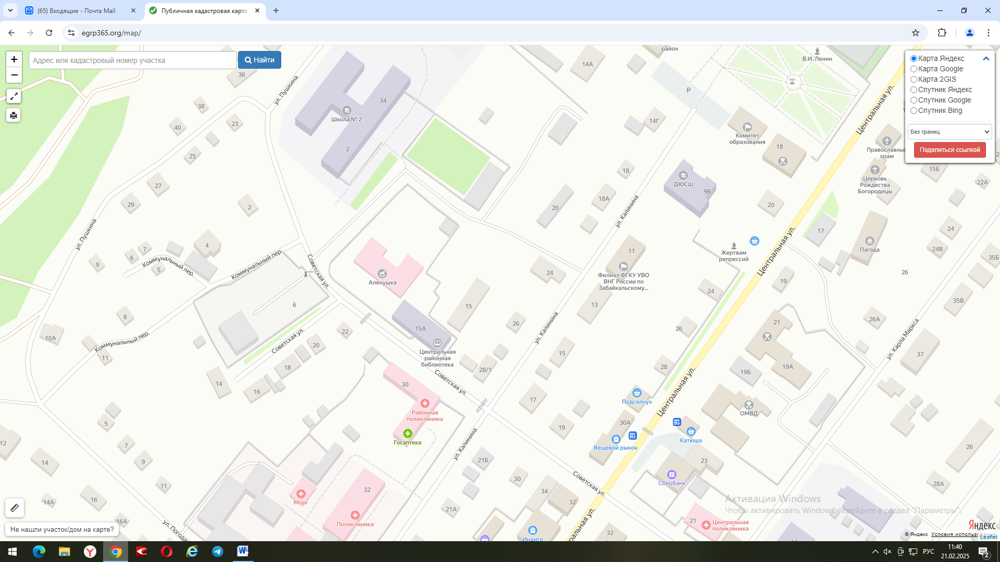 (65) Входящие - Почта Mail
Публичная кадастровая карта
egrp365.org/map/
Адрес или кадастровый номер участка
Найти
+
−
Карта Яндекс
Карта Google
Карта 2GIS
Спутник Яндекс
Спутник Google
Спутник Bing
Без границ
Поделиться ссылкой
район
В.И. Ленин
14А
36
ул. Пушкина
P
34
38
Школа № 2
23
40
14Г
Комитет
образования
Центральная ул.
Православный
храм
2
25
18
18
15Б
ДЮСШ
9Б
Церковь
Рождества
Богородицы
22А
27
29
2
20
18А
20
ул. Калинина
17
24
ул. Пушкина
4
7
6
5
9
Коммунальный пер.
Коммунальный пер.
Советская ул.
11
Жертвам
репрессий
Центральная ул.
Пагода
24В
35Б
26
Аленушка
24
Филиал ФГКУ УВО
ВНГ России по
Забайкальскому...
19
24
6
15
13
35В
8
26
15А
26
21
26А
22
10А
Коммунальный пер.
Советская ул.
20
11
Центральная
районная
библиотека
ул. Калинина
15
ул. Карла Маркса
37
18
28/1
28
19Б
19А
14
16
30
Советская ул.
17
Подсолнух
Центральная ул.
Районная
поликлиника
ОМВД
5
Госаптека
19
30А
Вещевой рынок
Катюша
12
7
14
9
ул. Калинина
21Б
26
23
11
32
30
Советская ул.
СберБанк
28А
34
14А
16
Морг
21А
32
Поликлиника
16А
ул. Погодаева
21
Центральная
поликлиника
Индиго
32
Активация Windows
Чтобы активировать Windows, перейдите в раздел "Параметры".
Не нашли участок/дом на карте?
Яндекс
© Яндекс Условия использования
Leaflet
РУС
11:40
21.02.2025
2